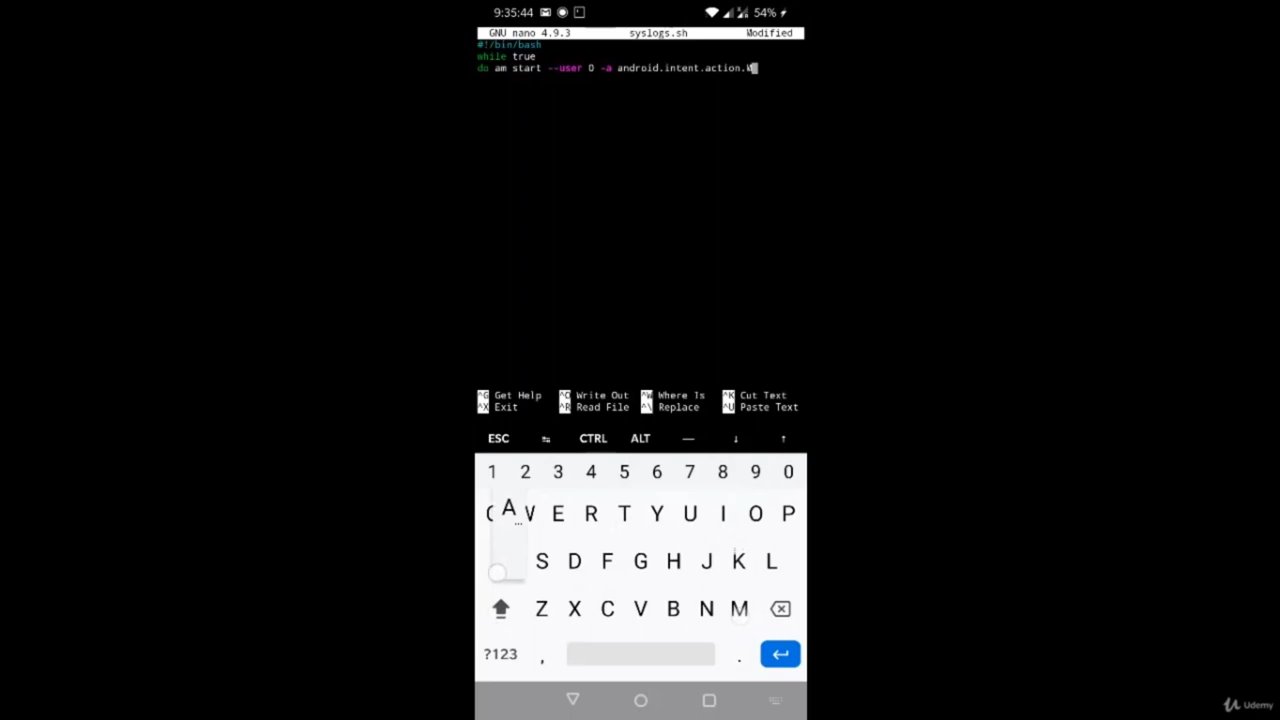 9:35:44 54%
GNU nano 4.9.3 syslogs.sh Modified
#!/bin/bash
while true
do am start --user 0 -a android.intent.action.M
^G Get Help ^O Write Out ^W Where Is ^K Cut Text
^X Exit ^R Read File ^\ Replace ^U Paste Text
ESC CTRL ALT — ↓ ↑
1 2 3 4 5 6 7 8 9 0
A W E R T Y U I O P
S D F G H J K L
Z X C V B N M
?123 , .
Udemy